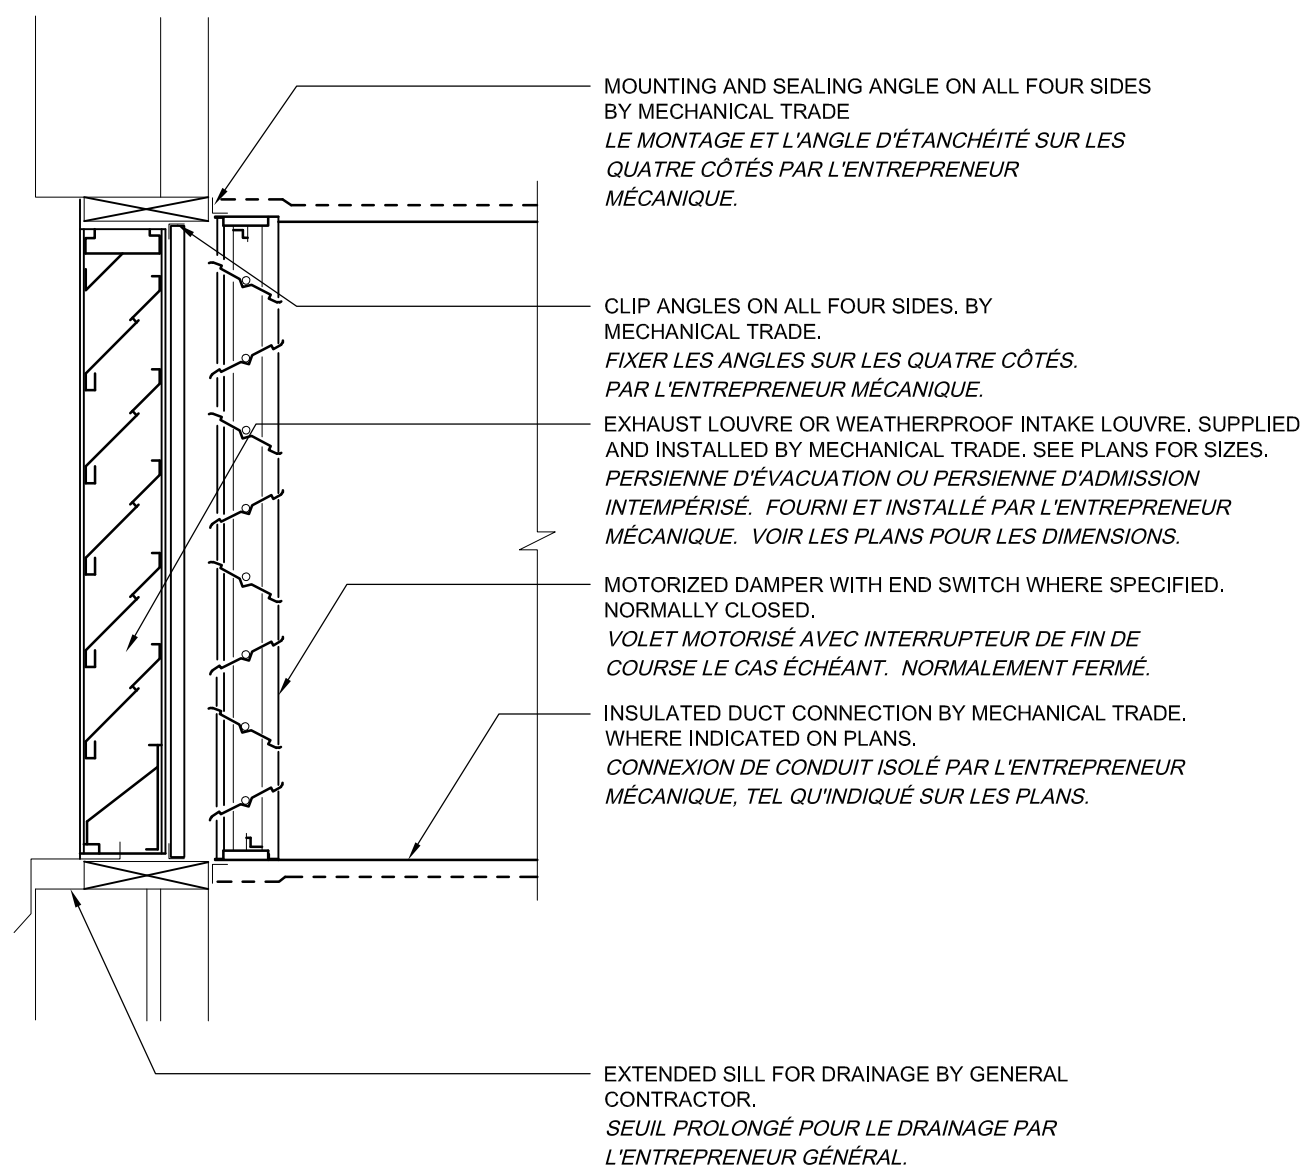 MOUNTING AND SEALING ANGLE ON ALL FOUR SIDES
BY MECHANICAL TRADE
LE MONTAGE ET L'ANGLE D'ÉTANCHÉITÉ SUR LES
QUATRE CÔTÉS PAR L'ENTREPRENEUR
MÉCANIQUE.
CLIP ANGLES ON ALL FOUR SIDES. BY
MECHANICAL TRADE.
FIXER LES ANGLES SUR LES QUATRE CÔTÉS.
PAR L'ENTREPRENEUR MÉCANIQUE.
EXHAUST LOUVRE OR WEATHERPROOF INTAKE LOUVRE. SUPPLIED
AND INSTALLED BY MECHANICAL TRADE. SEE PLANS FOR SIZES.
PERSIENNE D'ÉVACUATION OU PERSIENNE D'ADMISSION
INTEMPÉRISÉ. FOURNI ET INSTALLÉ PAR L'ENTREPRENEUR
MÉCANIQUE. VOIR LES PLANS POUR LES DIMENSIONS.
MOTORIZED DAMPER WITH END SWITCH WHERE SPECIFIED.
NORMALLY CLOSED.
VOLET MOTORISÉ AVEC INTERRUPTEUR DE FIN DE
COURSE LE CAS ÉCHÉANT. NORMALEMENT FERMÉ.
INSULATED DUCT CONNECTION BY MECHANICAL TRADE.
WHERE INDICATED ON PLANS.
CONNEXION DE CONDUIT ISOLÉ PAR L'ENTREPRENEUR
MÉCANIQUE, TEL QU'INDIQUÉ SUR LES PLANS.
EXTENDED SILL FOR DRAINAGE BY GENERAL
CONTRACTOR.
SEUIL PROLONGÉ POUR LE DRAINAGE PAR
L'ENTREPRENEUR GÉNÉRAL.